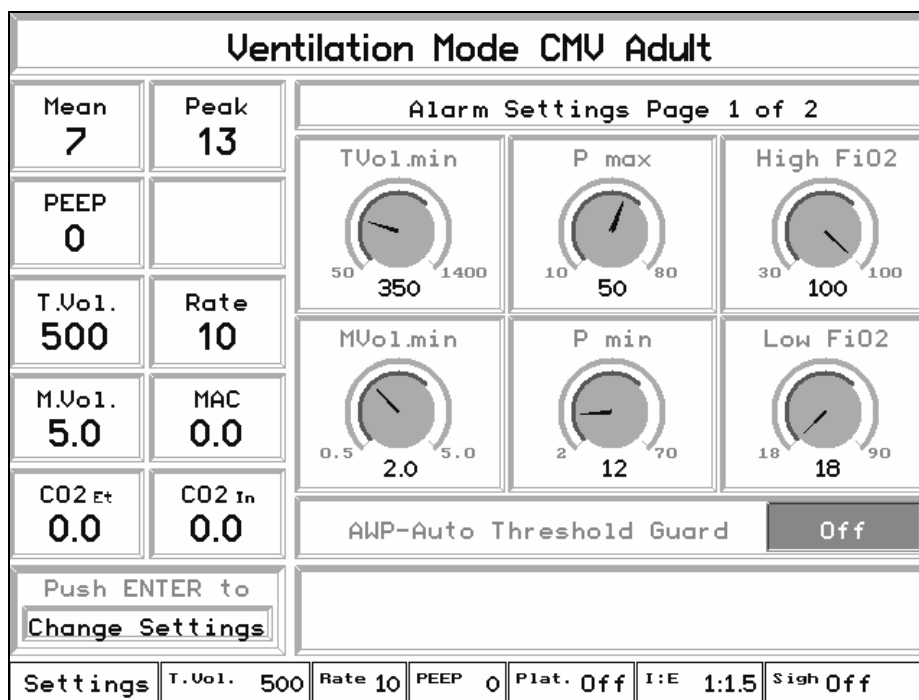 Ventilation Mode CMV Adult
Mean Peak
7 13
PEEP
0
T.Vol. Rate
500 10
M.Vol. MAC
5.0 0.0
CO2 Et CO2 In
0.0 0.0
Push ENTER to
Change Settings
Alarm Settings Page 1 of 2
TVol.min P max High FiO2
50 1400 10 80 30 100
350 50 100
MVol.min P min Low FiO2
0.5 5.0 2 70 18 90
2.0 12 18
AWP-Auto Threshold Guard Off
Settings T.Vol. 500 Rate 10 PEEP 0 Plat. Off I:E 1:1.5 Sigh Off